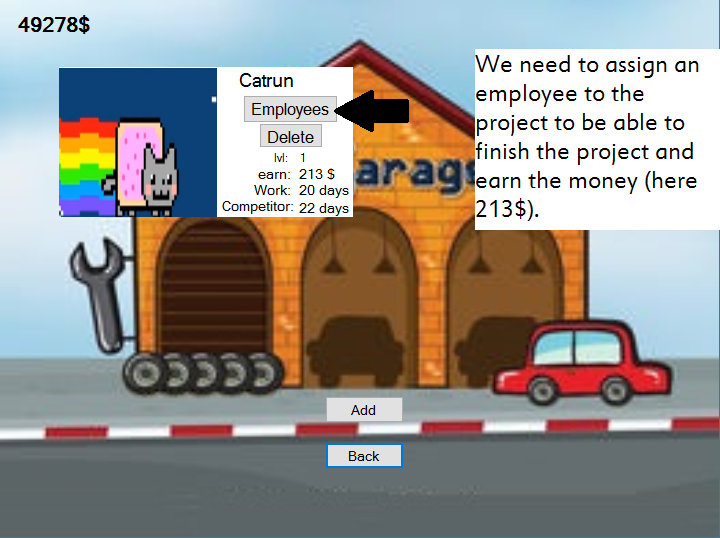 49278$
Catrun
Employees
Delete
lvl: 1
earn: 213 $
Work: 20 days
Competitor: 22 days
We need to assign an
employee to the
project to be able to
finish the project and
earn the money (here
213$).
arag
Add
Back